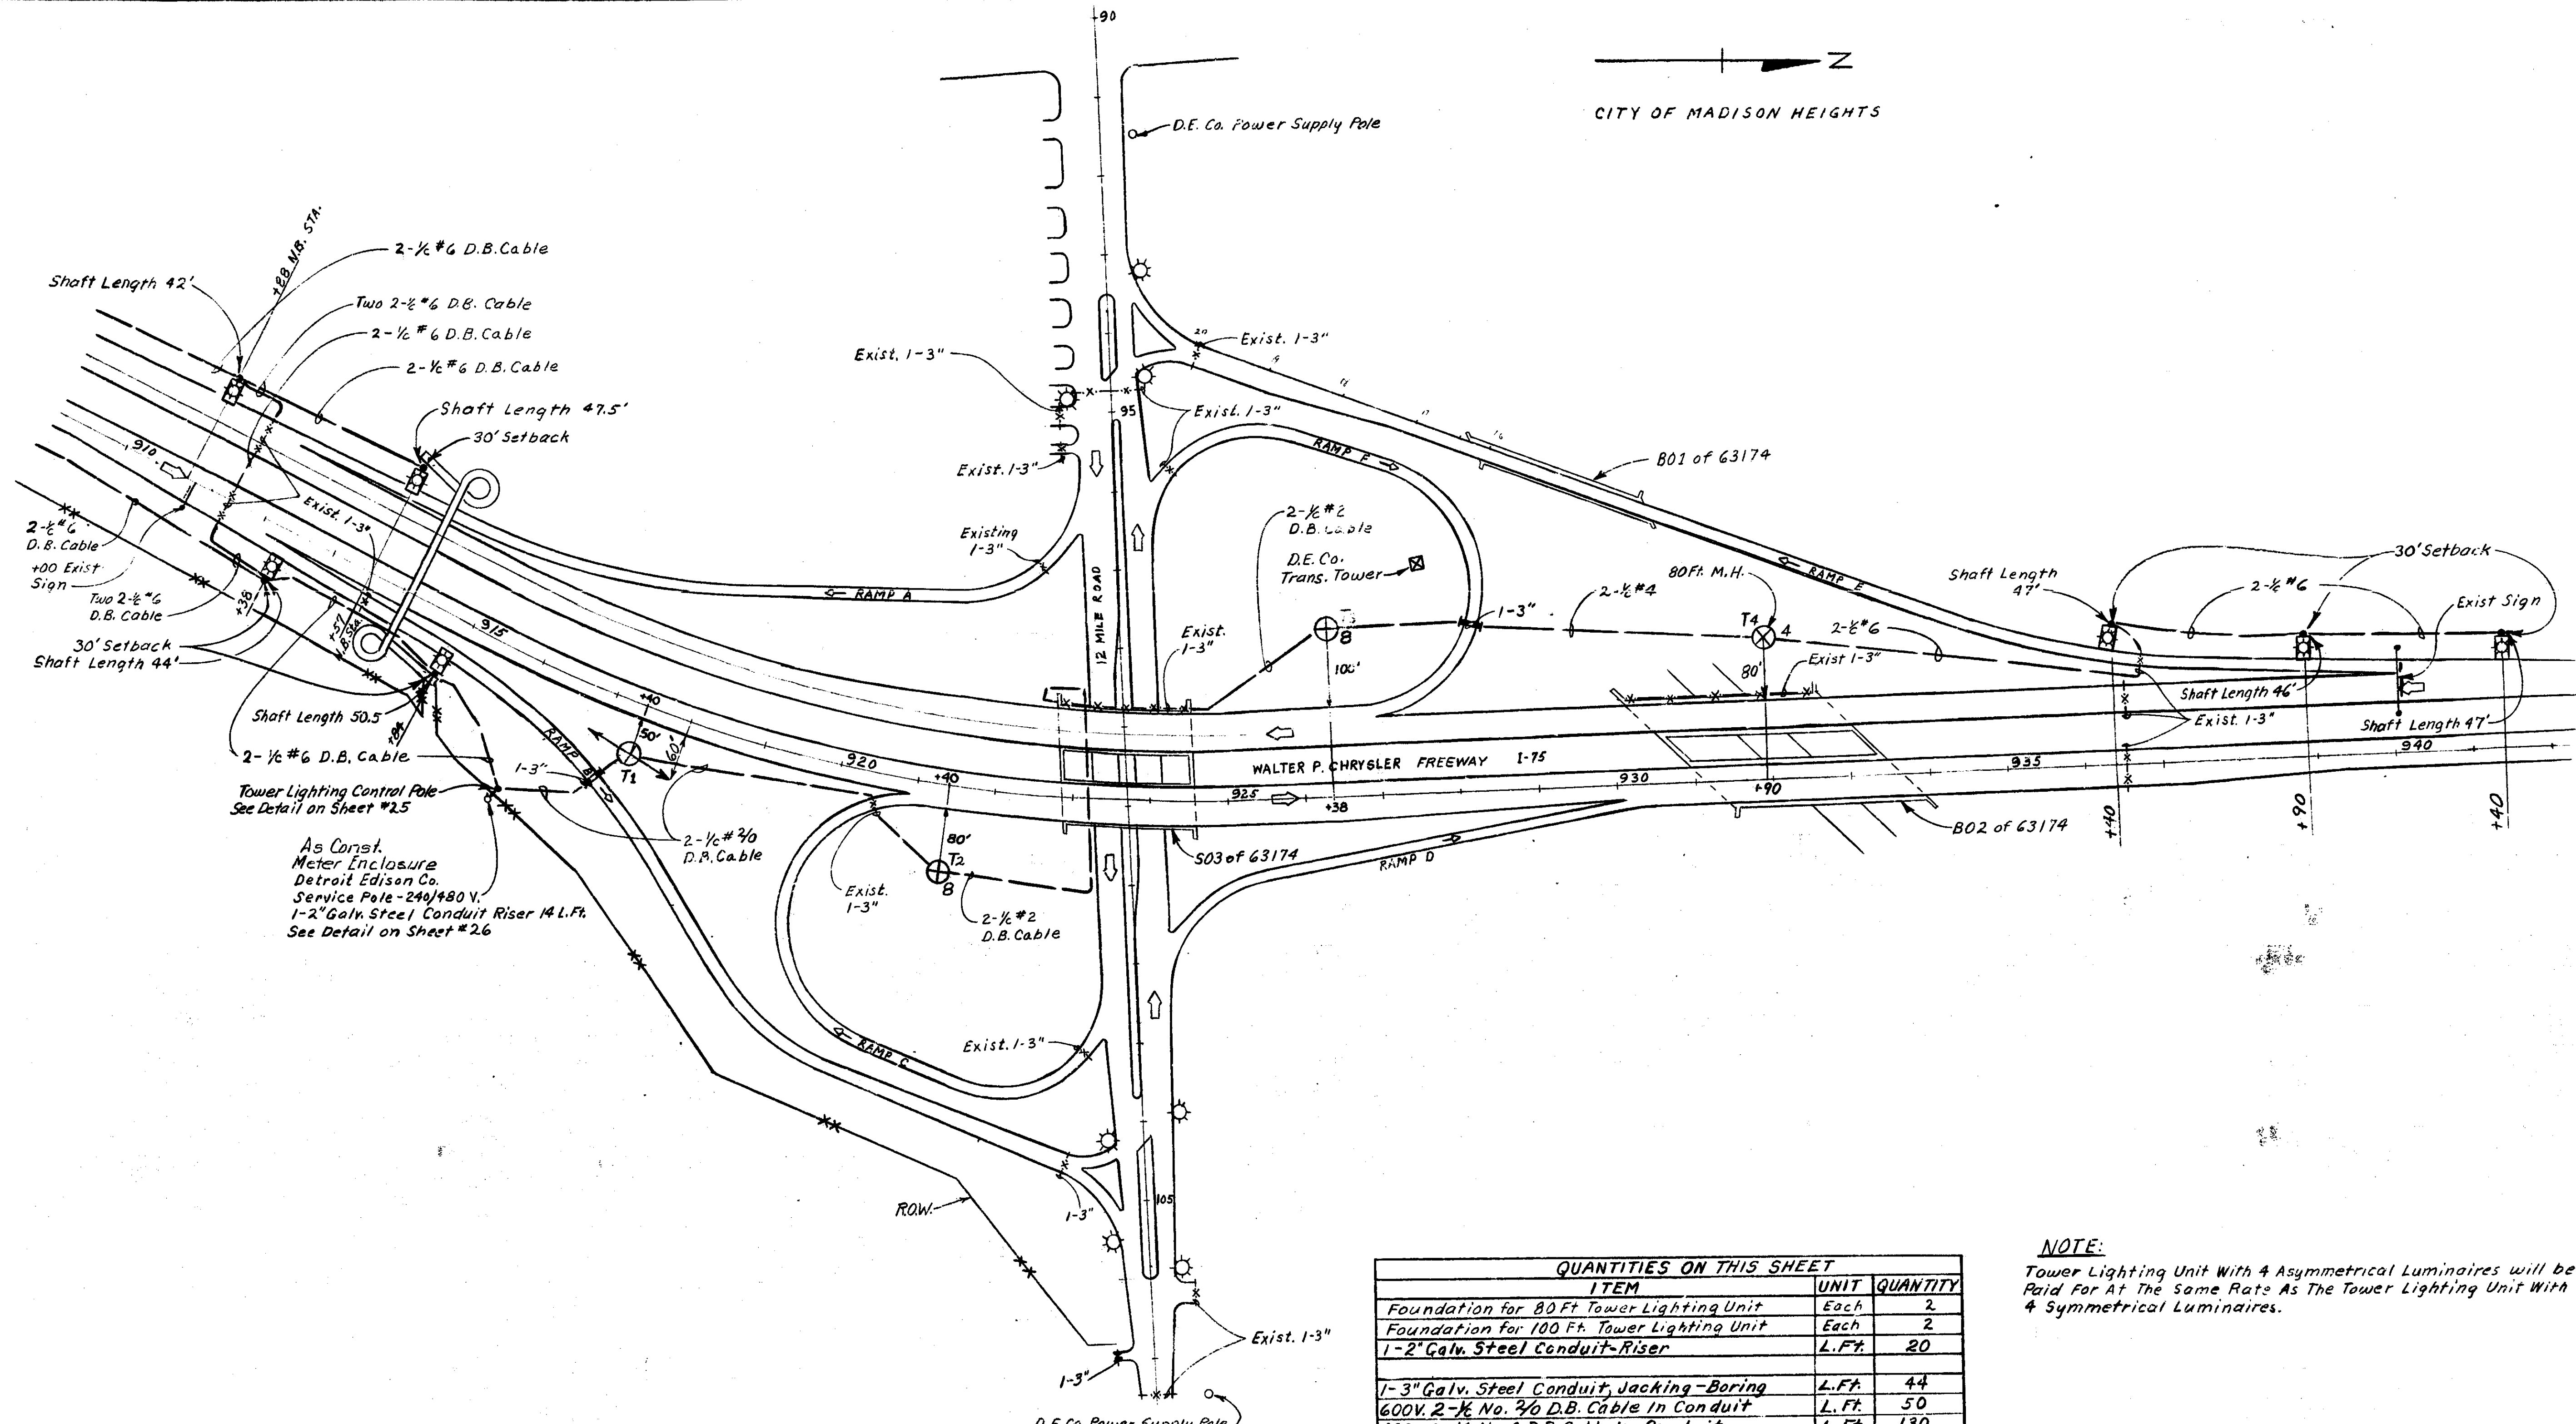 +90
N
CITY OF MADISON HEIGHTS
D.E. Co. Power Supply Pole
+88 N.B. STA.
2-1/c #6 D.B. Cable
Shaft Length 42'
Two 2-1/c #6 D.B. Cable
2-1/c #6 D.B. Cable
2-1/c #6 D.B. Cable
Shaft Length 47.5'
30' Setback
Exist. 1-3"
Exist. 1-3"
20
19
17
16
95
Exist. 1-3"
Exist. 1-3"
Existing
1-3"
RAMP F
B01 of 63174
910
Exist. 1-3"
2-1/c #6
D.B. Cable
+00 Exist
Sign
Two 2-1/c #6
D.B. Cable
+38
+57
N.B. Sta.
30' Setback
Shaft Length 44'
915
RAMP A
12 MILE ROAD
2-1/c #2
D.B. Cable
D.E. Co.
Trans. Tower
8
100'
1-3"
2-1/c #4
80 Ft. M.H.
T4
4
80'
2-1/c #6
Exist 1-3"
RAMP E
Shaft Length
47'
30' Setback
2-1/c #6
Exist Sign
Shaft Length 46'
Exist. 1-3"
Shaft Length 47'
Exist.
1-3"
Shaft Length 50.5
+84
2-1/c #6 D.B. Cable
RAMP B
+40
50'
60'
T1
1-3"
Tower Lighting Control Pole
See Detail on Sheet #25
As Const.
Meter Enclosure
Detroit Edison Co.
Service Pole - 240/480 V.
1-2" Galv. Steel Conduit Riser 14 L.Ft.
See Detail on Sheet #26
2-1/c #2/0
D.B. Cable
920
+40
80'
T2
8
Exist.
1-3"
2-1/c #2
D.B. Cable
WALTER P. CHRYSLER FREEWAY I-75
925
+38
930
+90
935
940
+40
+90
+40
S03 of 63174
RAMP D
B02 of 63174
RAMP C
Exist. 1-3"
R.O.W.
1-3"
105
Exist. 1-3"
1-3"
D.E. Co. Power Supply Pole
QUANTITIES ON THIS SHEET
ITEM UNIT QUANTITY
Foundation for 80 Ft Tower Lighting Unit Each 2
Foundation for 100 Ft. Tower Lighting Unit Each 2
1-2" Galv. Steel Conduit-Riser L.Ft. 20
1-3" Galv. Steel Conduit, Jacking-Boring L.Ft. 44
600V. 2-1/c No. 2/0 D.B. Cable In Conduit L.Ft. 50
NOTE:
Tower Lighting Unit With 4 Asymmetrical Luminaires will be
Paid For At The Same Rate As The Tower Lighting Unit With
4 Symmetrical Luminaires.